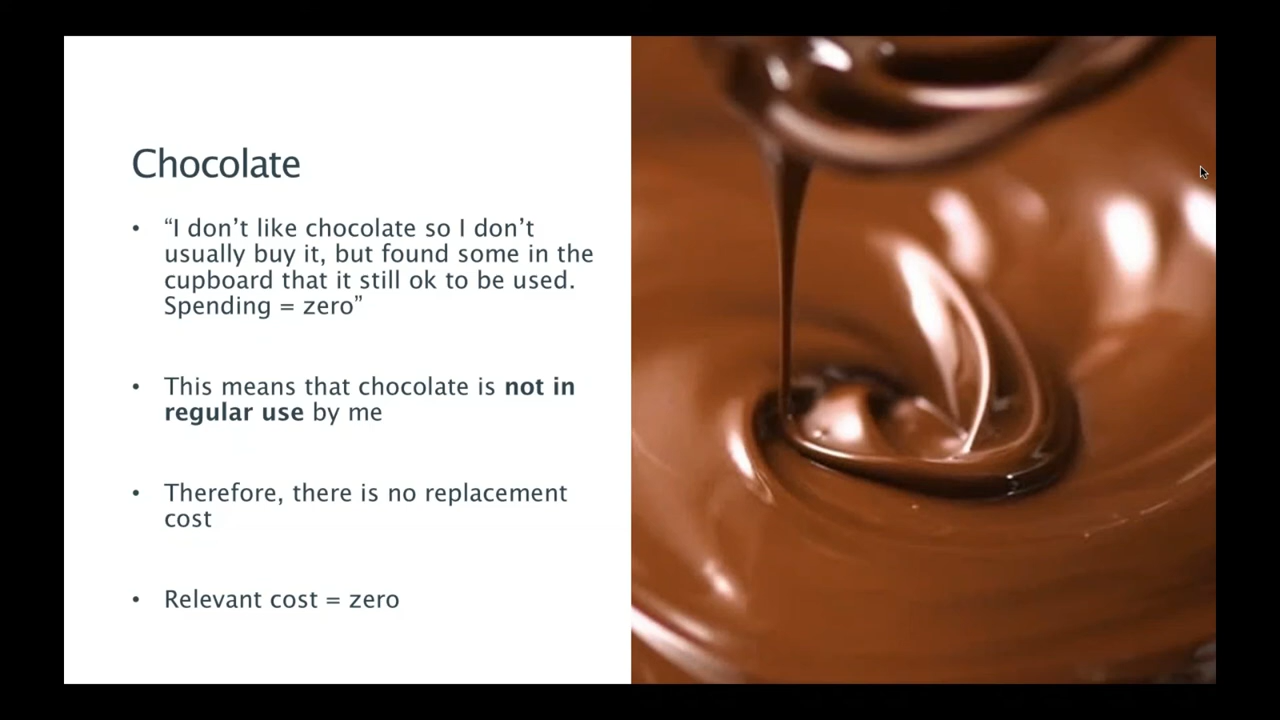 Chocolate
• “I don’t like chocolate so I don’t
usually buy it, but found some in the
cupboard that it still ok to be used.
Spending = zero”
• This means that chocolate is not in
regular use by me
• Therefore, there is no replacement
cost
• Relevant cost = zero